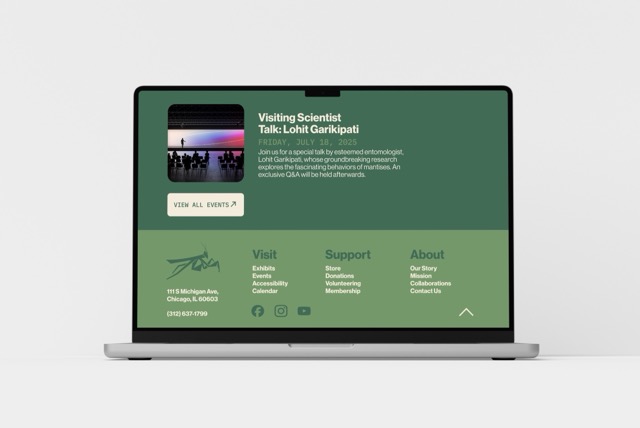 Visiting Scientist
Talk: Lohit Garikipati
FRIDAY, JULY 18, 2025
Join us for a special talk by esteemed entomologist,
Lohit Garikipati, whose groundbreaking research
explores the fascinating behaviors of mantises. An
exclusive Q&A will be held afterwards.
VIEW ALL EVENTS
111 S Michigan Ave,
Chicago, IL 60603
(312) 637-1799
Visit
Exhibits
Events
Accessibility
Calendar
Support
Store
Donations
Volunteering
Membership
About
Our Story
Mission
Collaborations
Contact Us